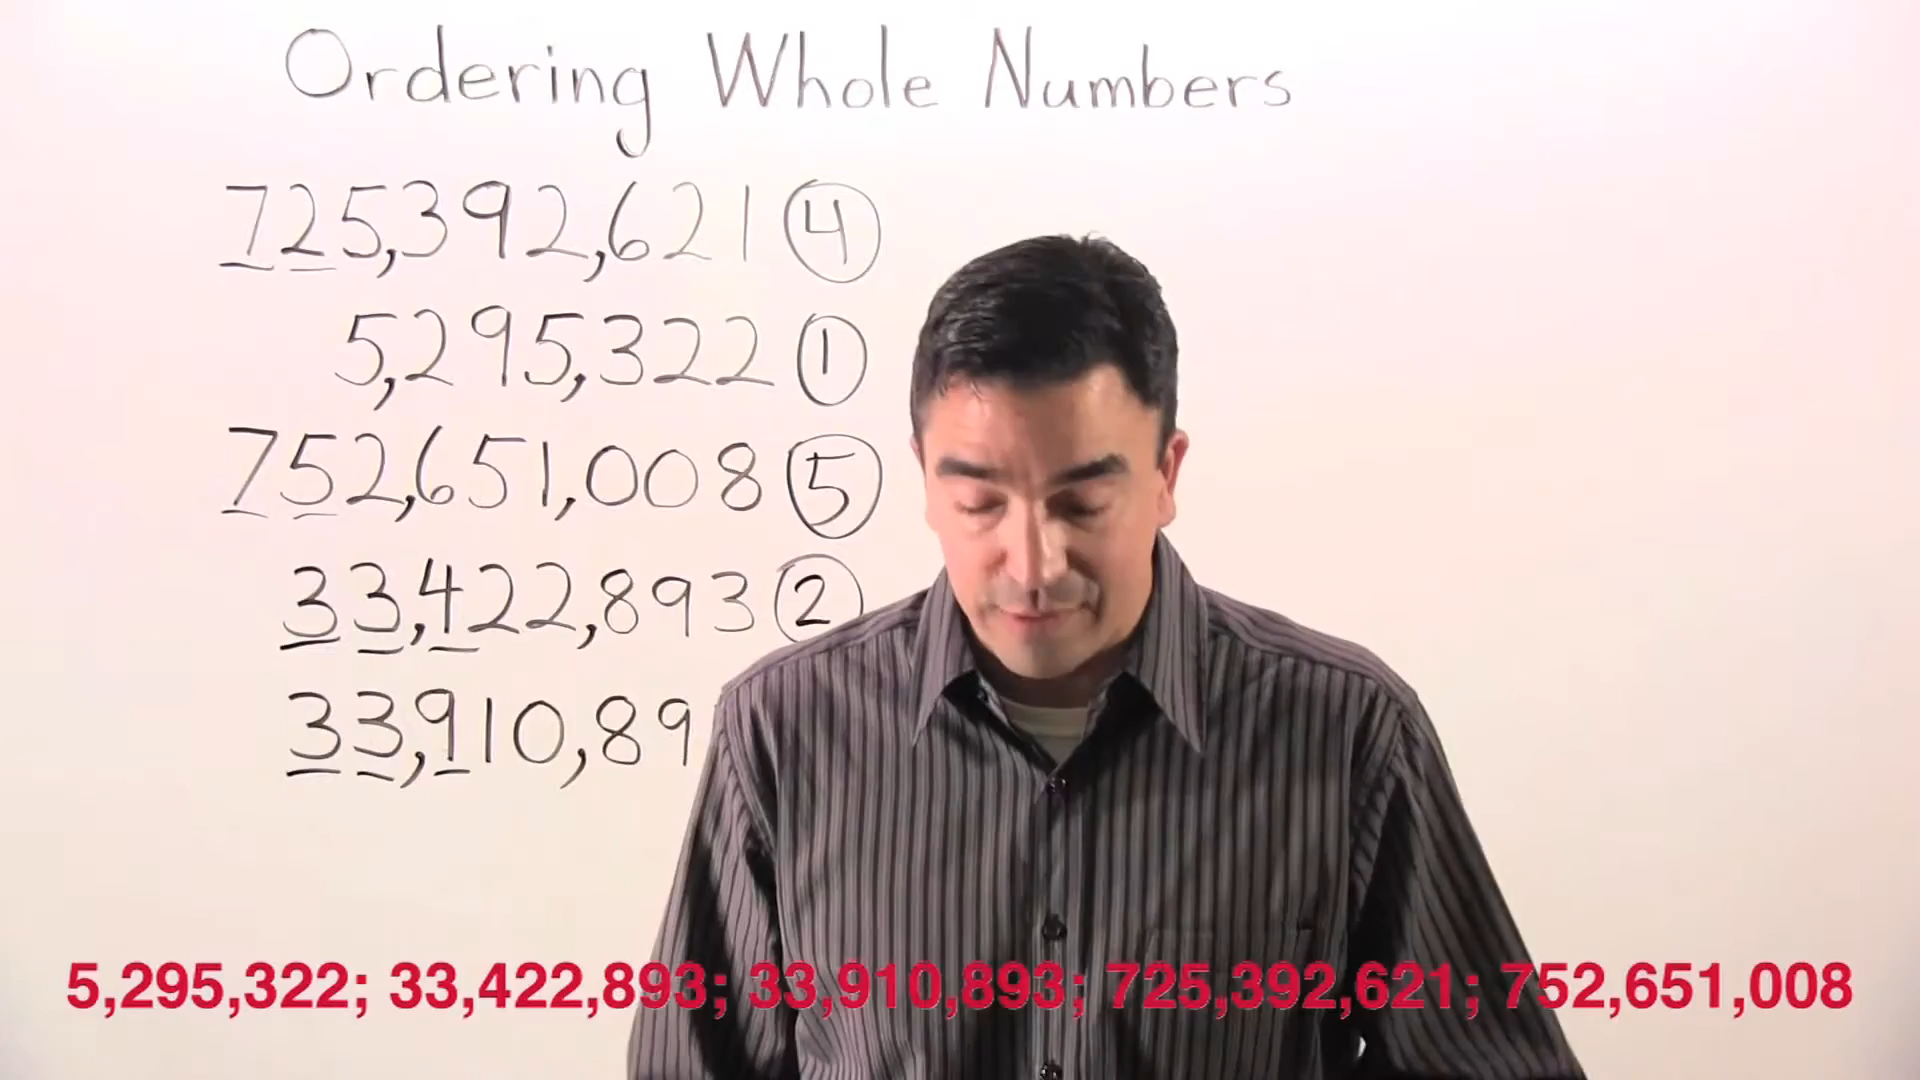 Ordering Whole Numbers
725,392,621 4
5,295,322 1
752,651,008 5
33,422,893 2
33,910,89
5,295,322; 33,422,893; 33,910,893; 725,392,621; 752,651,008